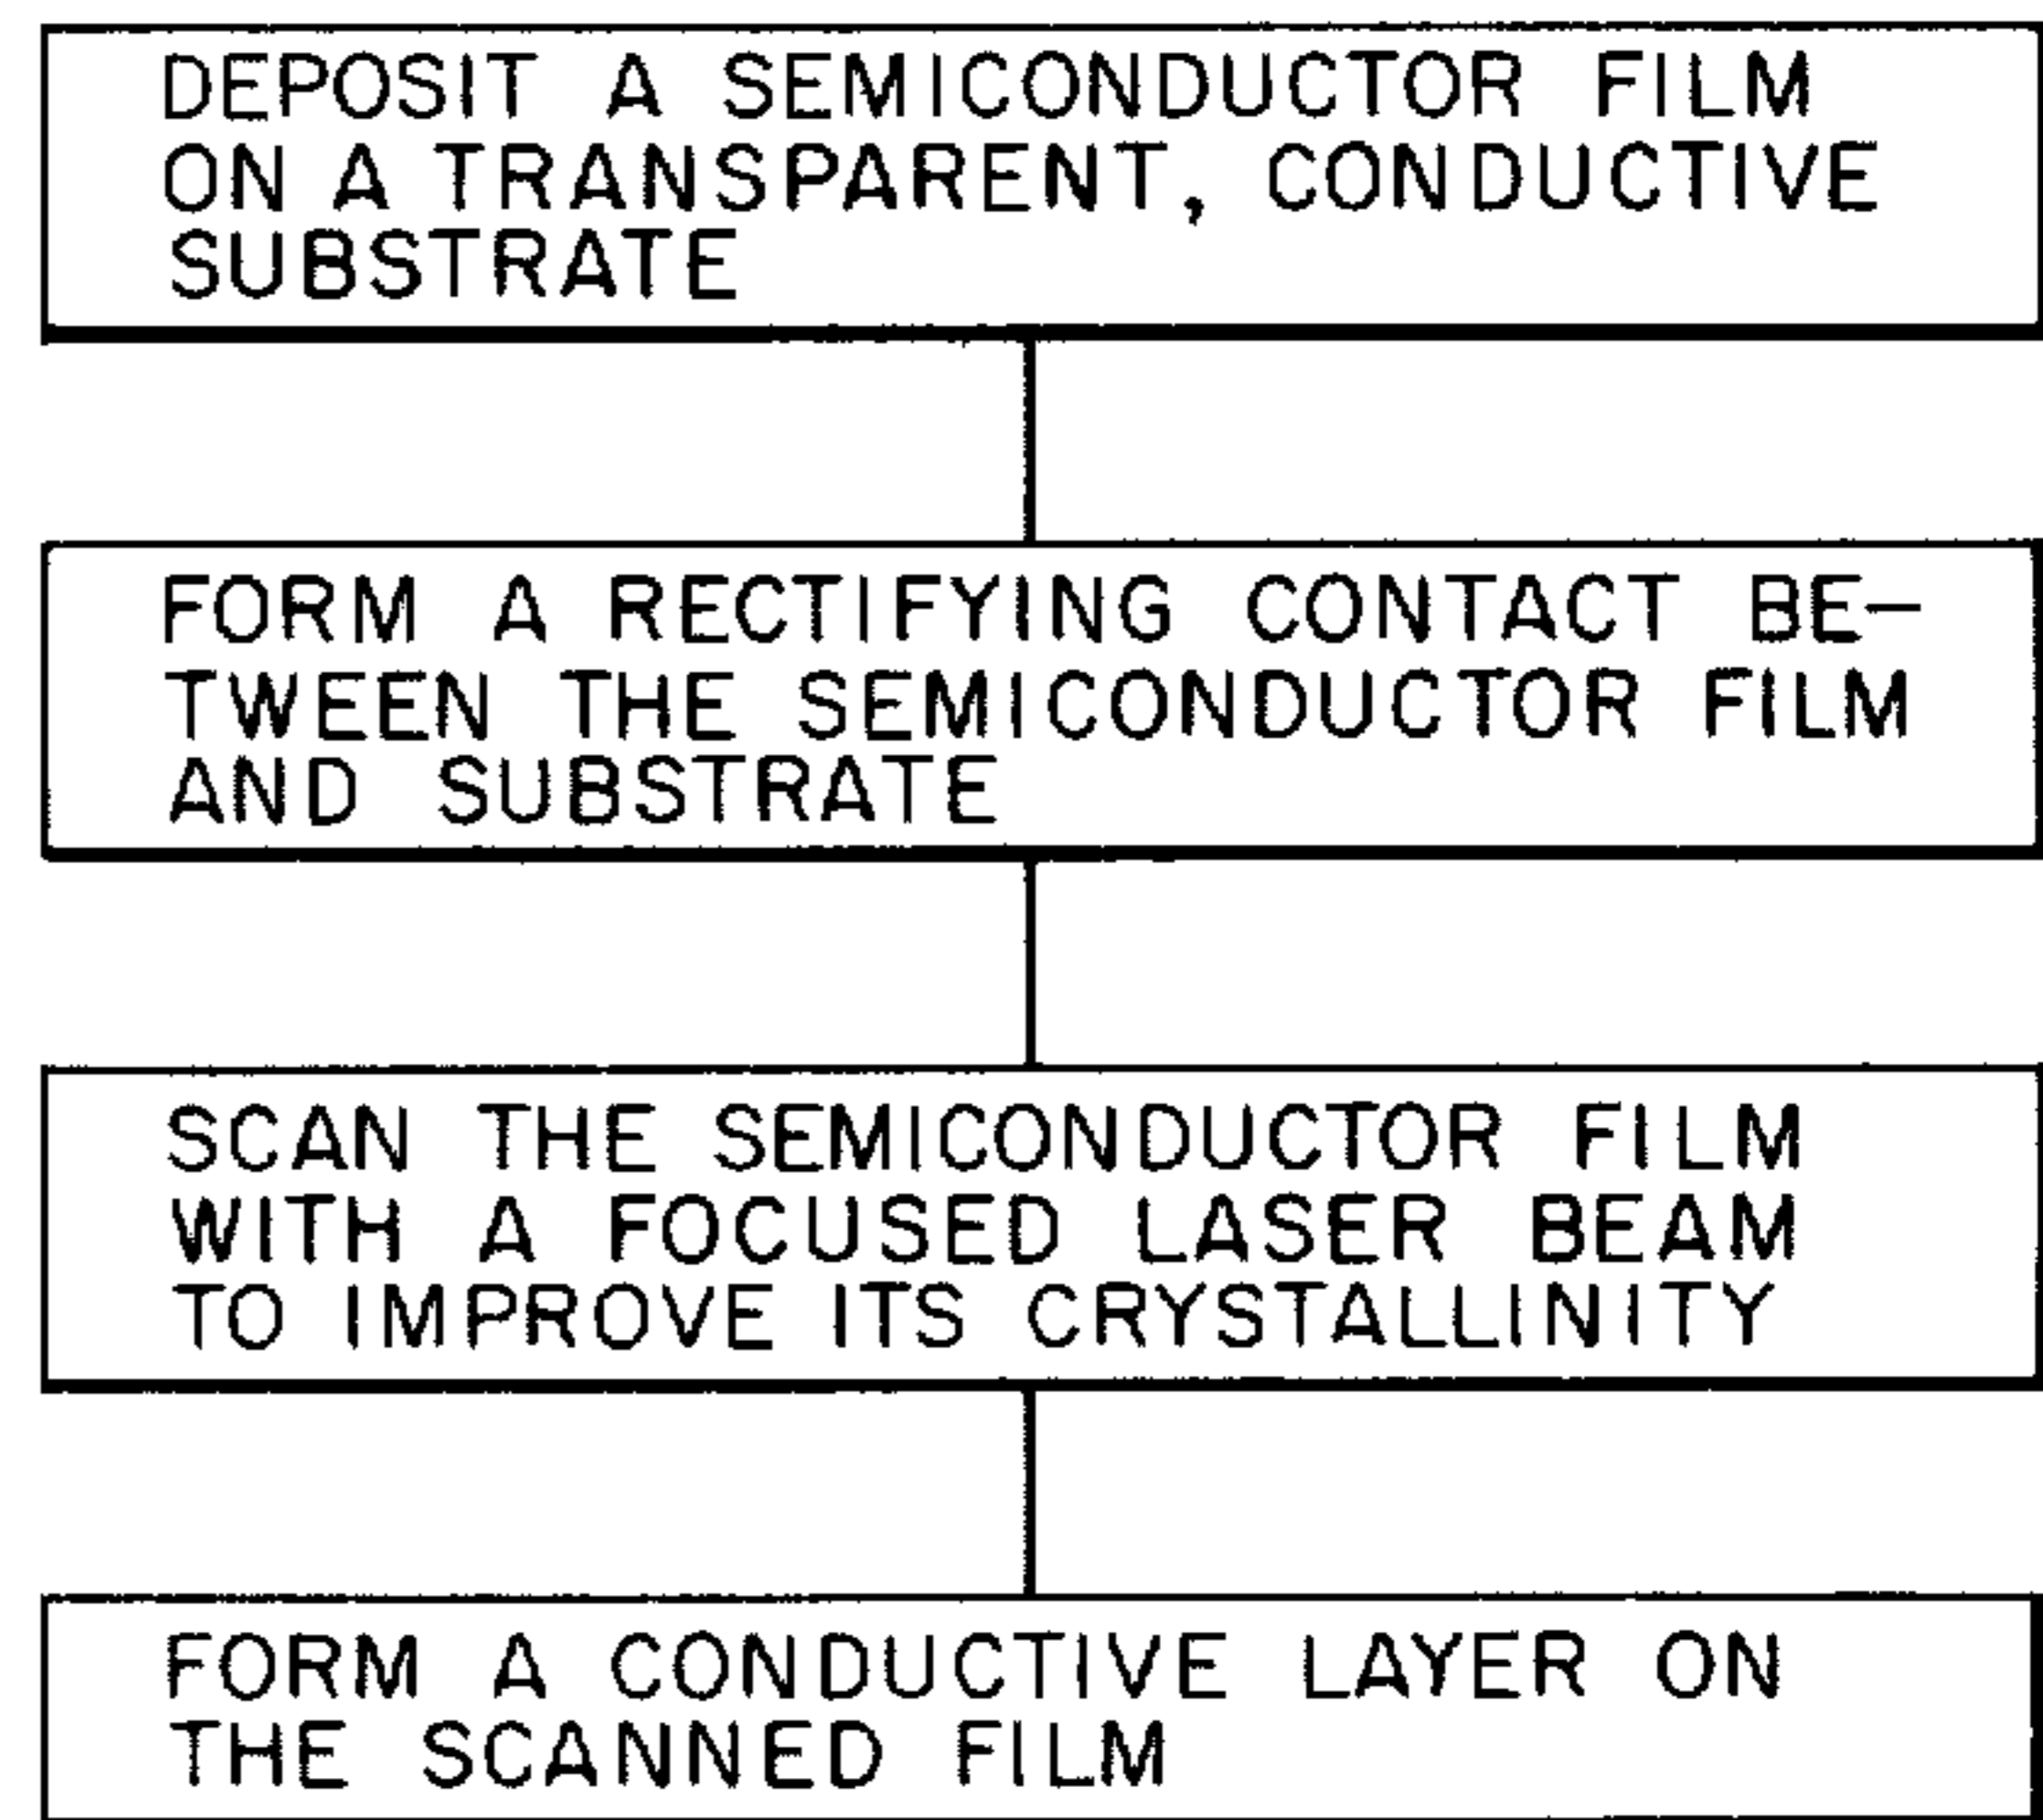 DEPOSIT A SEMICONDUCTOR FILM
ON A TRANSPARENT, CONDUCTIVE
SUBSTRATE
FORM A RECTIFYING CONTACT BE-
TWEEN THE SEMICONDUCTOR FILM
AND SUBSTRATE
SCAN THE SEMICONDUCTOR FILM
WITH A FOCUSED LASER BEAM
TO IMPROVE ITS CRYSTALLINITY
FORM A CONDUCTIVE LAYER ON
THE SCANNED FILM